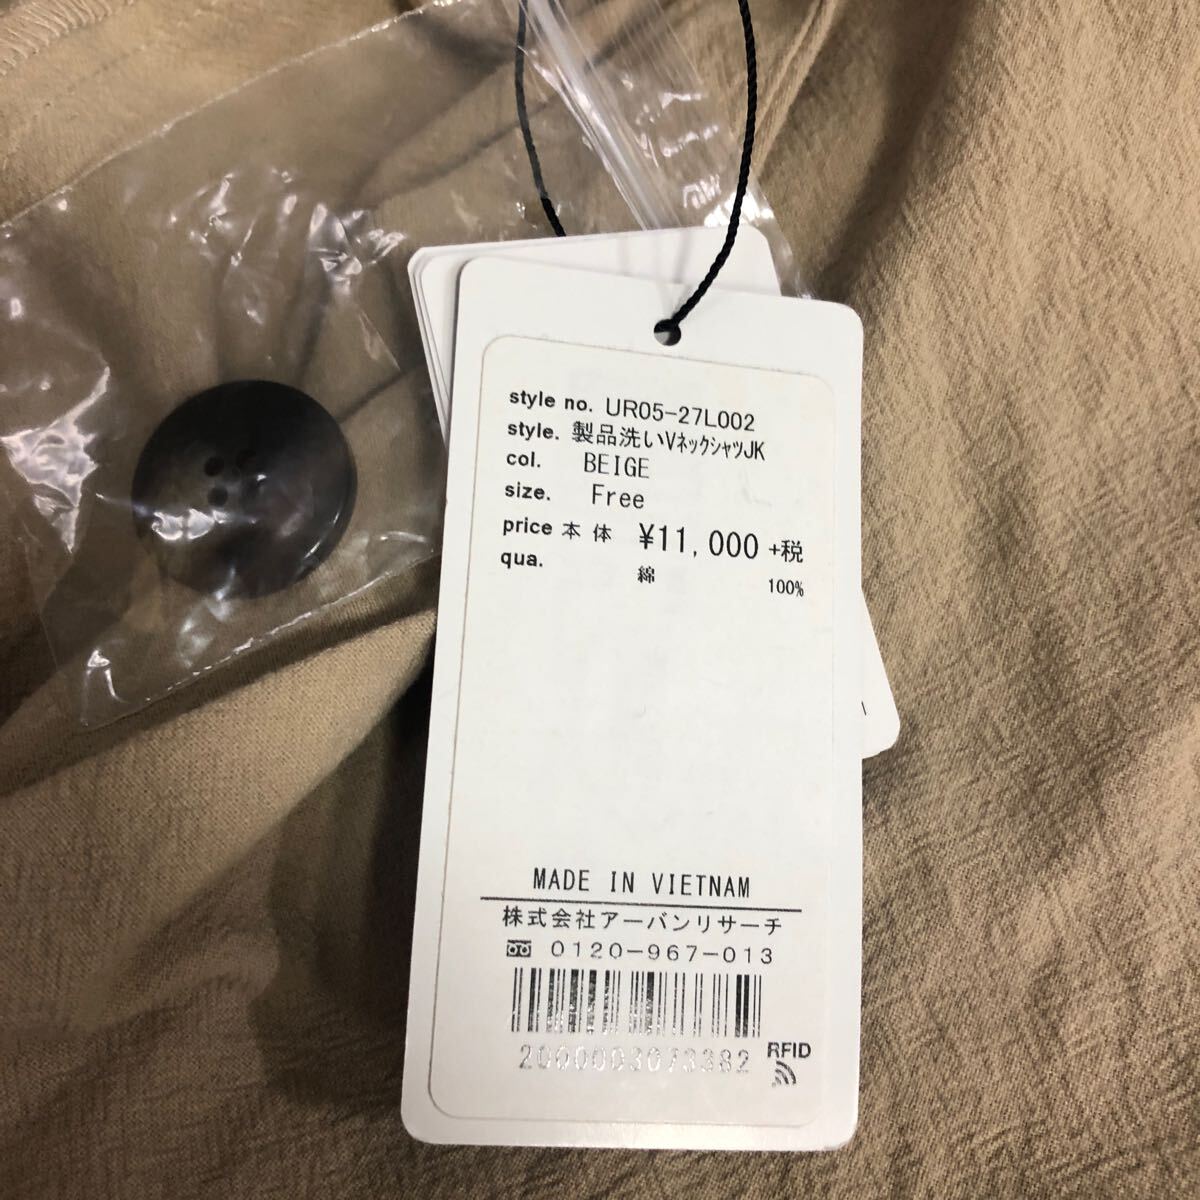 style no. UR05-27L002
style. 製品洗いVネックシャツJK
col. BEIGE
size. Free
price 本体 ¥11,000 +税
qua. 綿 100%
MADE IN VIETNAM
株式会社アーバンリサーチ
0120-967-013
2000003073382
RFID